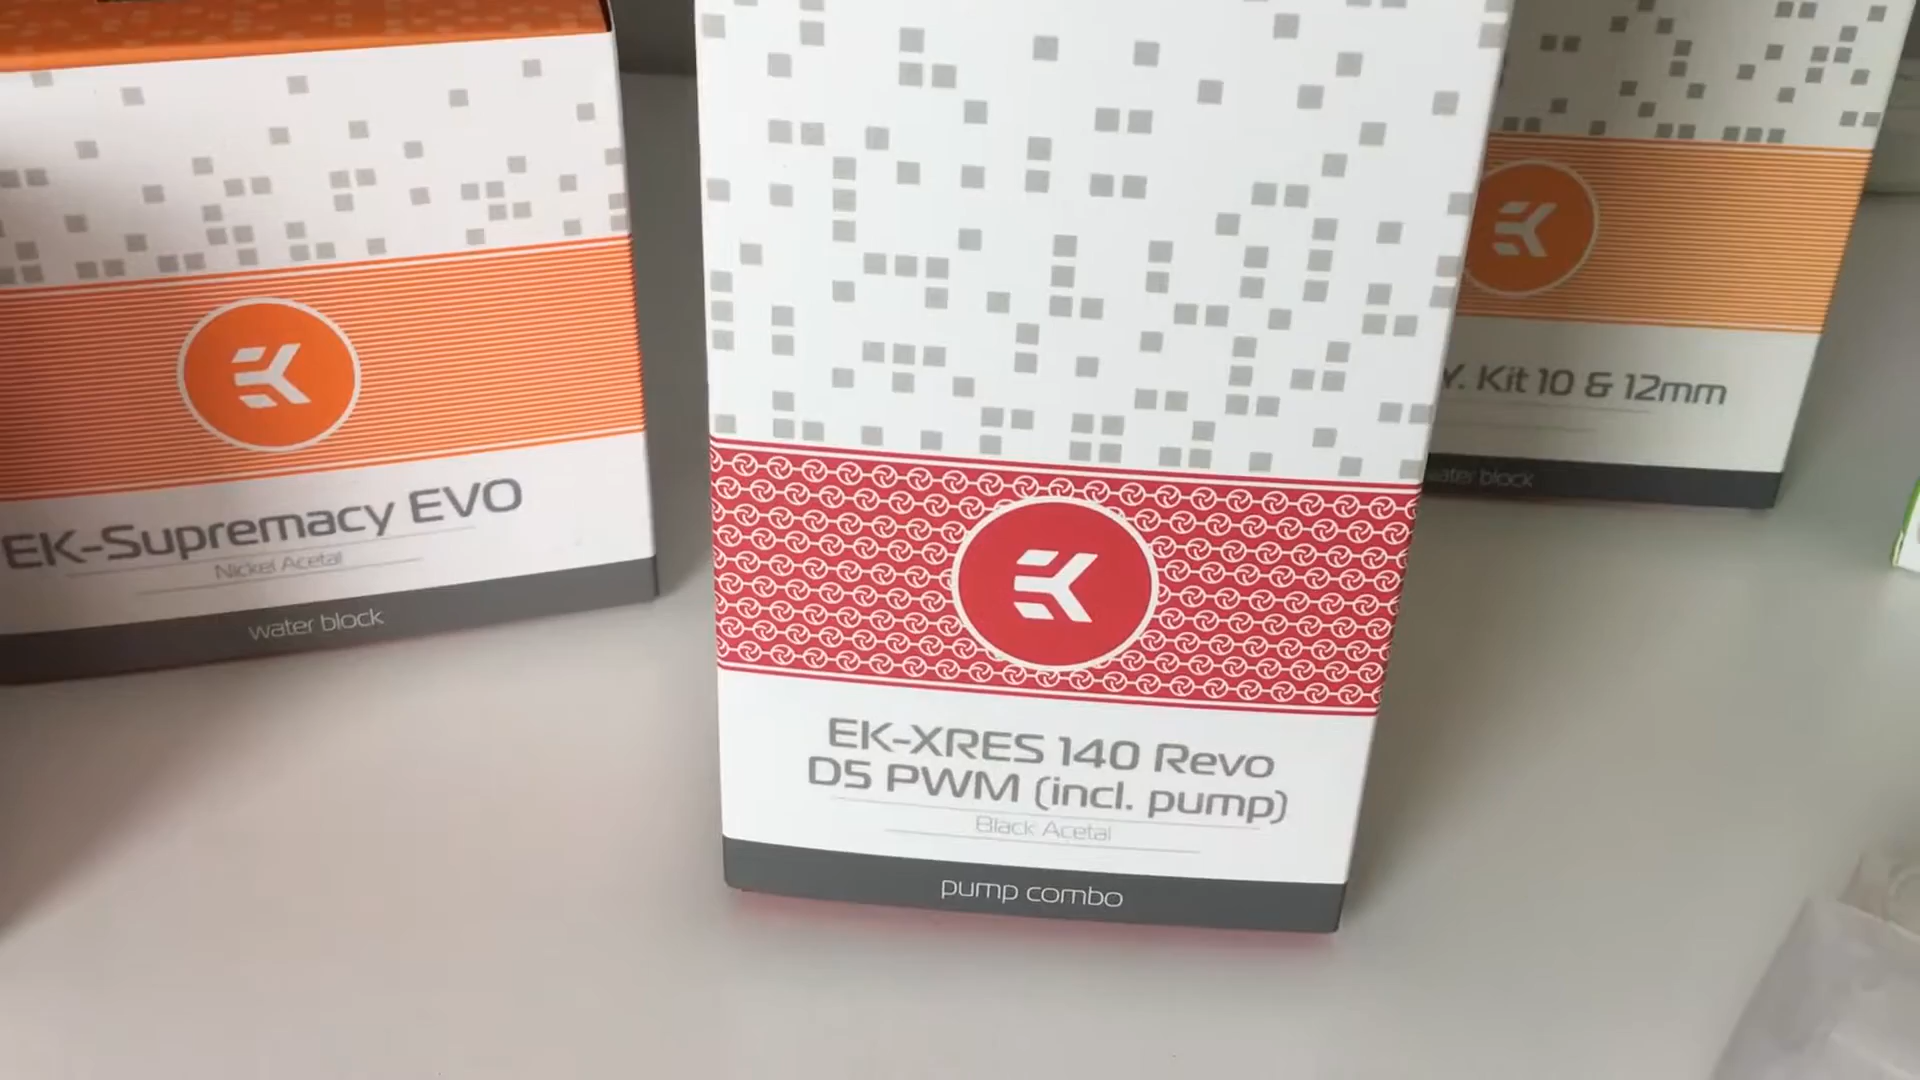 EK-Supremacy EVO
Nickel Acetal
water block
EK-XRES 140 Revo
D5 PWM (incl. pump)
Black Acetal
pump combo
Y. Kit 10 & 12mm
water block